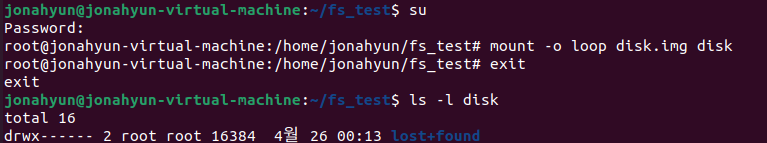 jonahyun@jonahyun-virtual-machine:~/fs_test$ su
Password:
root@jonahyun-virtual-machine:/home/jonahyun/fs_test# mount -o loop disk.img disk
root@jonahyun-virtual-machine:/home/jonahyun/fs_test# exit
exit
jonahyun@jonahyun-virtual-machine:~/fs_test$ ls -l disk
total 16
drwx------ 2 root root 16384  4월 26 00:13 lost+found